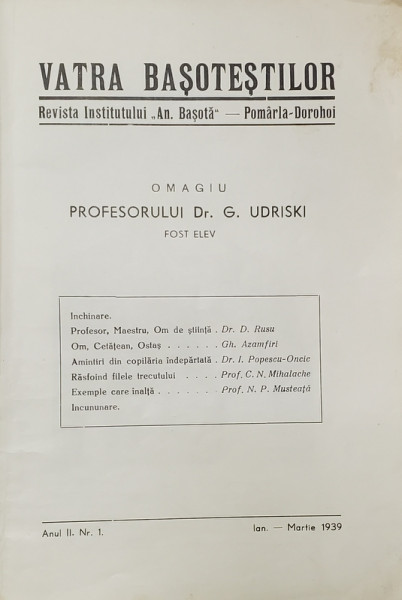 VATRA BAȘOTEȘTILOR
Revista Institutului „An. Bașotă" — Pomârla-Dorohoi
OMAGIU
PROFESORULUI Dr. G. UDRISKI
FOST ELEV
Inchinare.
Profesor, Maestru, Om de știință . Dr. D. Rusu
Om, Cetățean, Ostaș . . . . . . Gh. Azamfiri
Amintiri din copilăria îndepărtată . Dr. I. Popescu-Oncic
Răsfoind filele trecutului . . . . Prof. C. N. Mihalache
Exemple care înalță . . . . . . Prof. N. P. Musteață
Incununare.
Anul II. Nr. 1. Ian. — Martie 1939